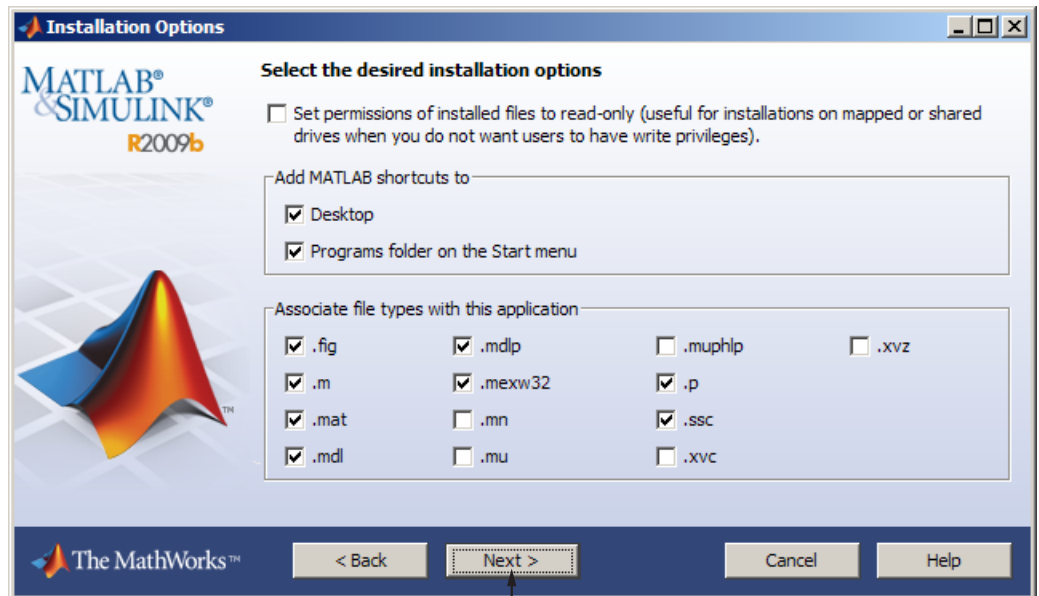 Installation Options
MATLAB®
&SIMULINK®
R2009b
Select the desired installation options
Set permissions of installed files to read-only (useful for installations on mapped or shared
drives when you do not want users to have write privileges).
Add MATLAB shortcuts to
Desktop
Programs folder on the Start menu
Associate file types with this application
.fig .mdlp .muphlp .xvz
.m .mexw32 .p
.mat .mn .ssc
.mdl .mu .xvc
TM
The MathWorks™
< Back Next > Cancel Help